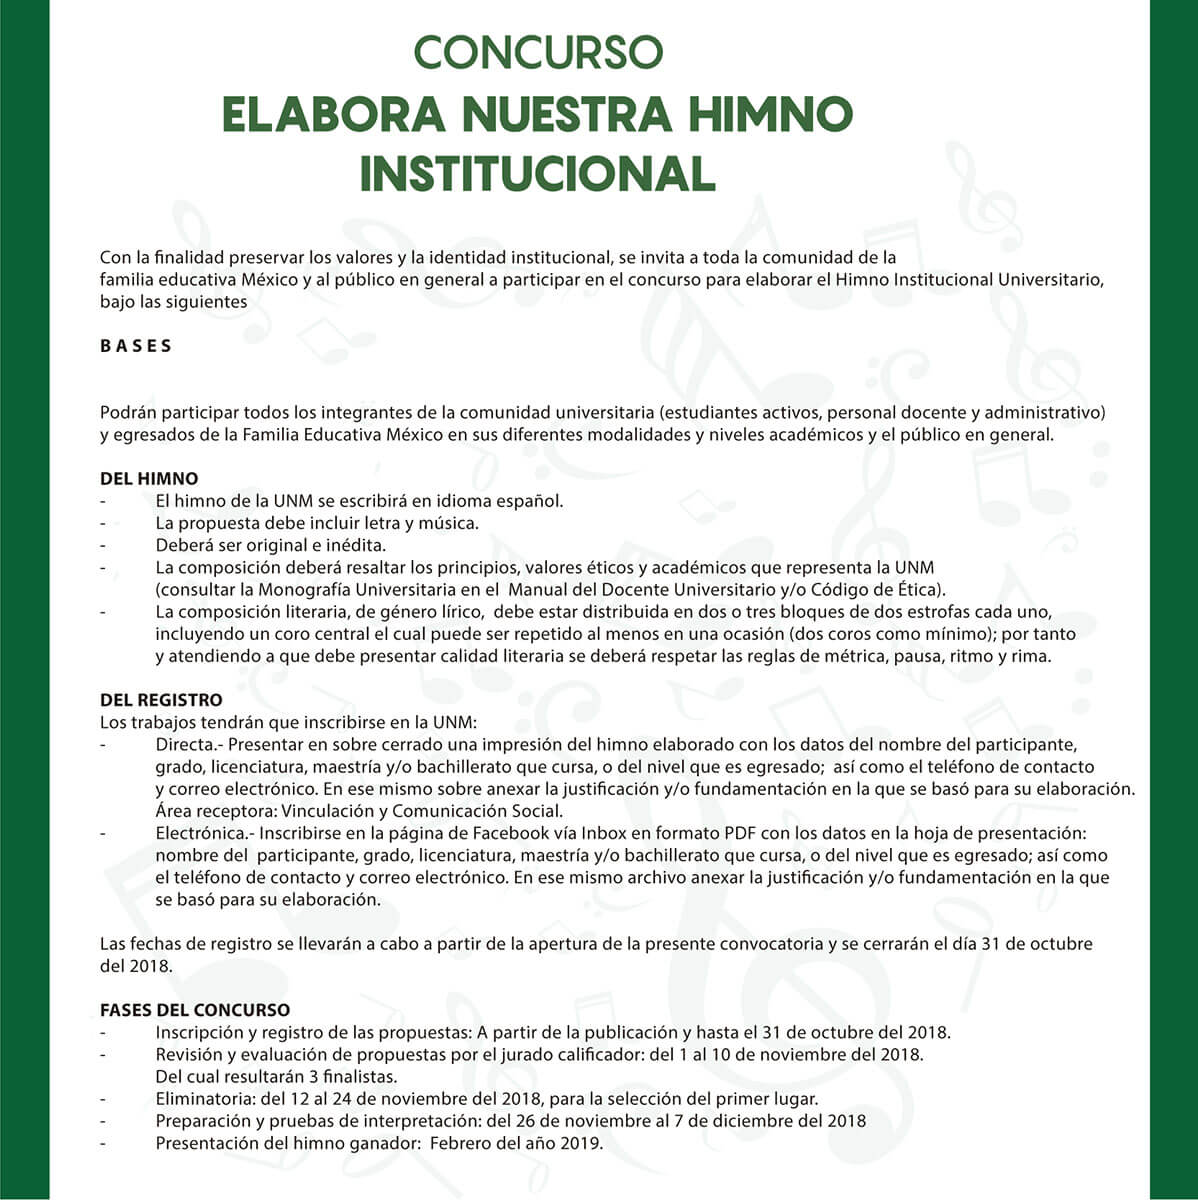 CONCURSO
ELABORA NUESTRA HIMNO
INSTITUCIONAL
Con la finalidad preservar los valores y la identidad institucional, se invita a toda la comunidad de la
familia educativa México y al público en general a participar en el concurso para elaborar el Himno Institucional Universitario,
bajo las siguientes
B A S E S
Podrán participar todos los integrantes de la comunidad universitaria (estudiantes activos, personal docente y administrativo)
y egresados de la Familia Educativa México en sus diferentes modalidades y niveles académicos y el público en general.
DEL HIMNO
- El himno de la UNM se escribirá en idioma español.
- La propuesta debe incluir letra y música.
- Deberá ser original e inédita.
- La composición deberá resaltar los principios, valores éticos y académicos que representa la UNM
(consultar la Monografía Universitaria en el Manual del Docente Universitario y/o Código de Ética).
- La composición literaria, de género lírico, debe estar distribuida en dos o tres bloques de dos estrofas cada uno,
incluyendo un coro central el cual puede ser repetido al menos en una ocasión (dos coros como mínimo); por tanto
y atendiendo a que debe presentar calidad literaria se deberá respetar las reglas de métrica, pausa, ritmo y rima.
DEL REGISTRO
Los trabajos tendrán que inscribirse en la UNM:
- Directa.- Presentar en sobre cerrado una impresión del himno elaborado con los datos del nombre del participante,
grado, licenciatura, maestría y/o bachillerato que cursa, o del nivel que es egresado; así como el teléfono de contacto
y correo electrónico. En ese mismo sobre anexar la justificación y/o fundamentación en la que se basó para su elaboración.
Área receptora: Vinculación y Comunicación Social.
- Electrónica.- Inscribirse en la página de Facebook vía Inbox en formato PDF con los datos en la hoja de presentación:
nombre del participante, grado, licenciatura, maestría y/o bachillerato que cursa, o del nivel que es egresado; así como
el teléfono de contacto y correo electrónico. En ese mismo archivo anexar la justificación y/o fundamentación en la que
se basó para su elaboración.
Las fechas de registro se llevarán a cabo a partir de la apertura de la presente convocatoria y se cerrarán el día 31 de octubre
del 2018.
FASES DEL CONCURSO
- Inscripción y registro de las propuestas: A partir de la publicación y hasta el 31 de octubre del 2018.
- Revisión y evaluación de propuestas por el jurado calificador: del 1 al 10 de noviembre del 2018.
Del cual resultarán 3 finalistas.
- Eliminatoria: del 12 al 24 de noviembre del 2018, para la selección del primer lugar.
- Preparación y pruebas de interpretación: del 26 de noviembre al 7 de diciembre del 2018
- Presentación del himno ganador: Febrero del año 2019.